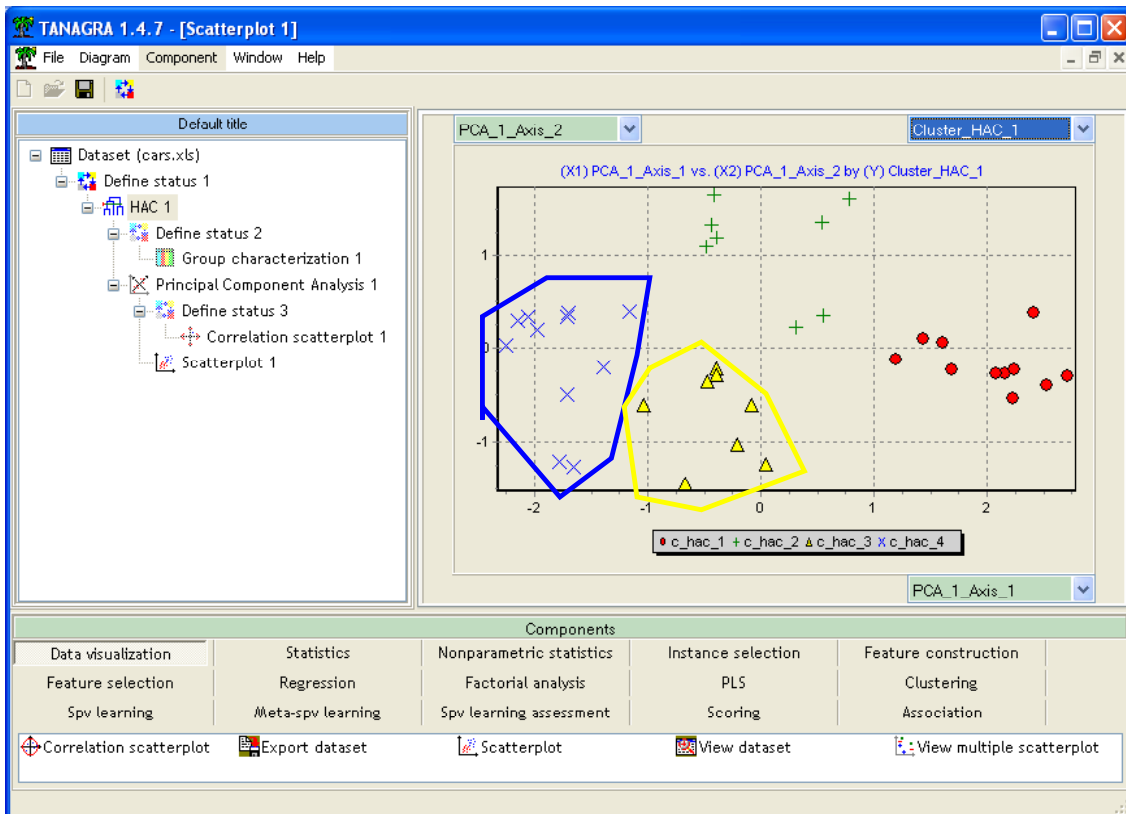 TANAGRA 1.4.7 - [Scatterplot 1]
File Diagram Component Window Help
Default title
Dataset (cars.xls)
Define status 1
HAC 1
Define status 2
Group characterization 1
Principal Component Analysis 1
Define status 3
Correlation scatterplot 1
Scatterplot 1
PCA_1_Axis_2
Cluster_HAC_1
(X1) PCA_1_Axis_1 vs. (X2) PCA_1_Axis_2 by (Y) Cluster_HAC_1
1
0
-1
-2 -1 0 1 2
c_hac_1 c_hac_2 c_hac_3 c_hac_4
PCA_1_Axis_1
Components
Data visualization Statistics Nonparametric statistics Instance selection Feature construction
Feature selection Regression Factorial analysis PLS Clustering
Spv learning Meta-spv learning Spv learning assessment Scoring Association
Correlation scatterplot Export dataset Scatterplot View dataset View multiple scatterplot